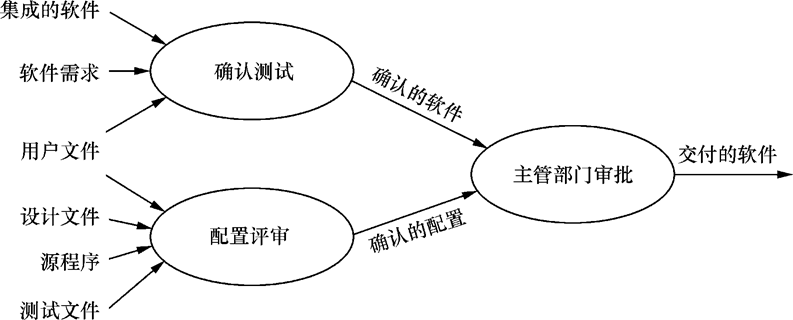 集成的软件
软件需求
用户文件
设计文件
源程序
测试文件
确认测试
配置评审
确认的软件
确认的配置
主管部门审批
交付的软件